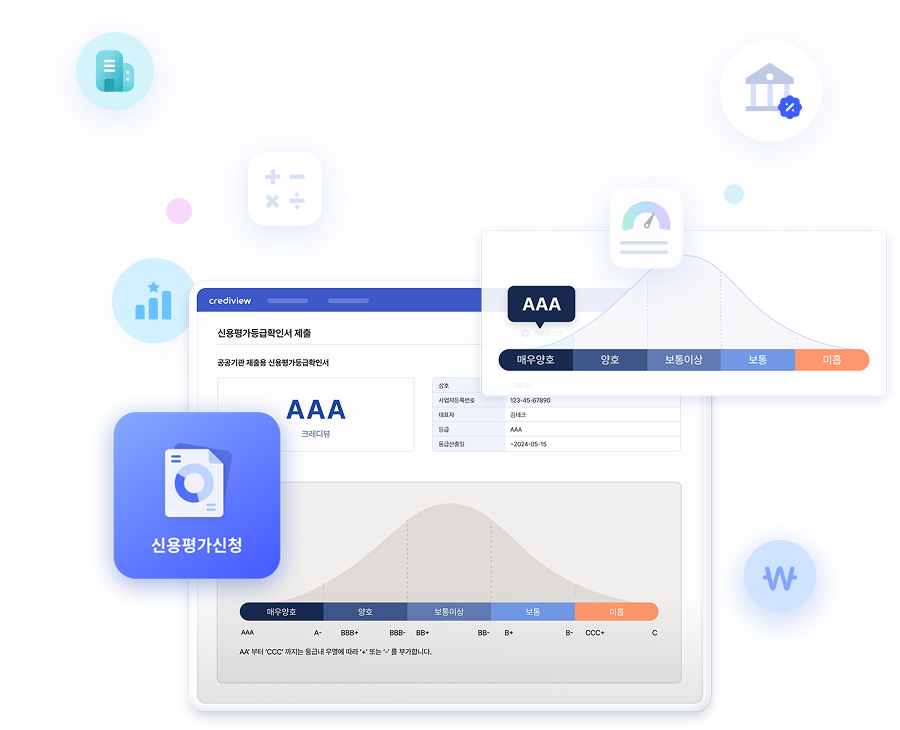 crediview
신용평가등급확인서 제출
공공기관 제출용 신용평가등급확인서
AAA
크레디뷰
상호
사업자등록번호 123-45-67890
대표자 김테크
등급 AAA
등급산출일 ~2024-05-15
AAA
매우양호 양호 보통이상 보통 미흡
신용평가신청
매우양호 양호 보통이상 보통 미흡
AAA A- BBB+ BBB- BB+ BB- B+ B- CCC+ C
AA' 부터 'CCC' 까지는 등급내 우열에 따라 '+' 또는 '-' 를 부가합니다.